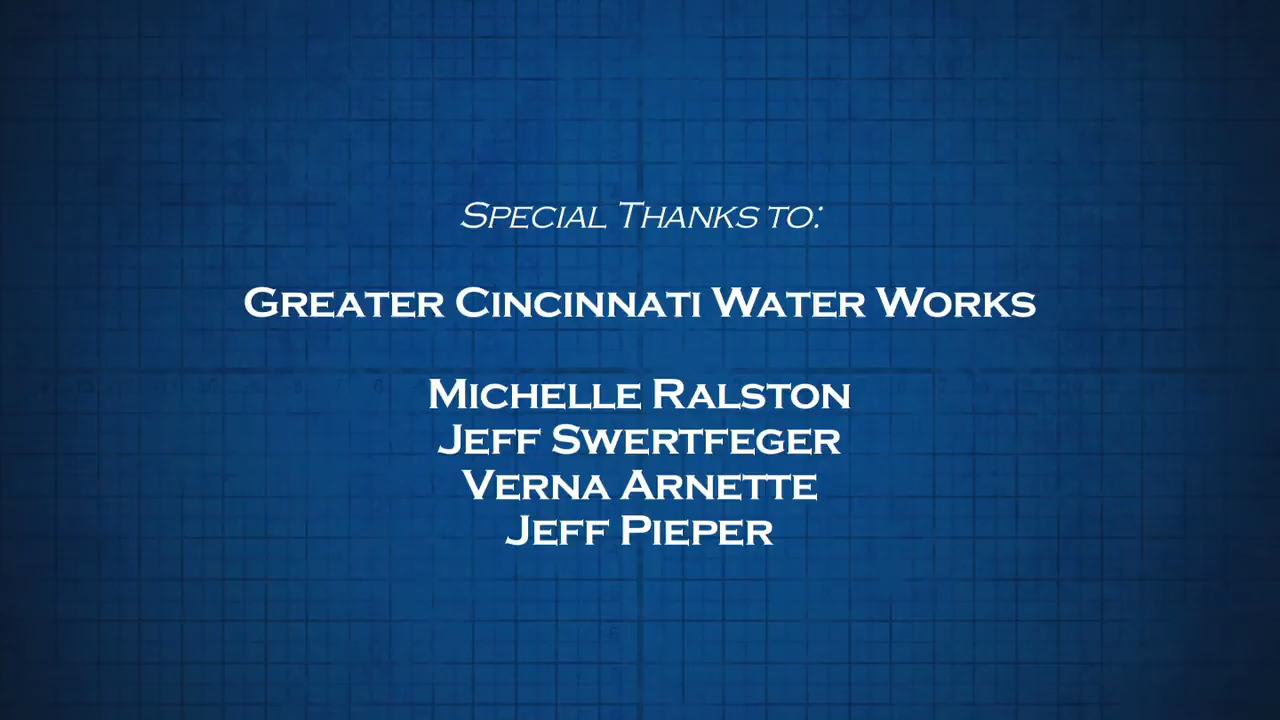 Special Thanks to:
Greater Cincinnati Water Works
Michelle Ralston
Jeff Swertfeger
Verna Arnette
Jeff Pieper